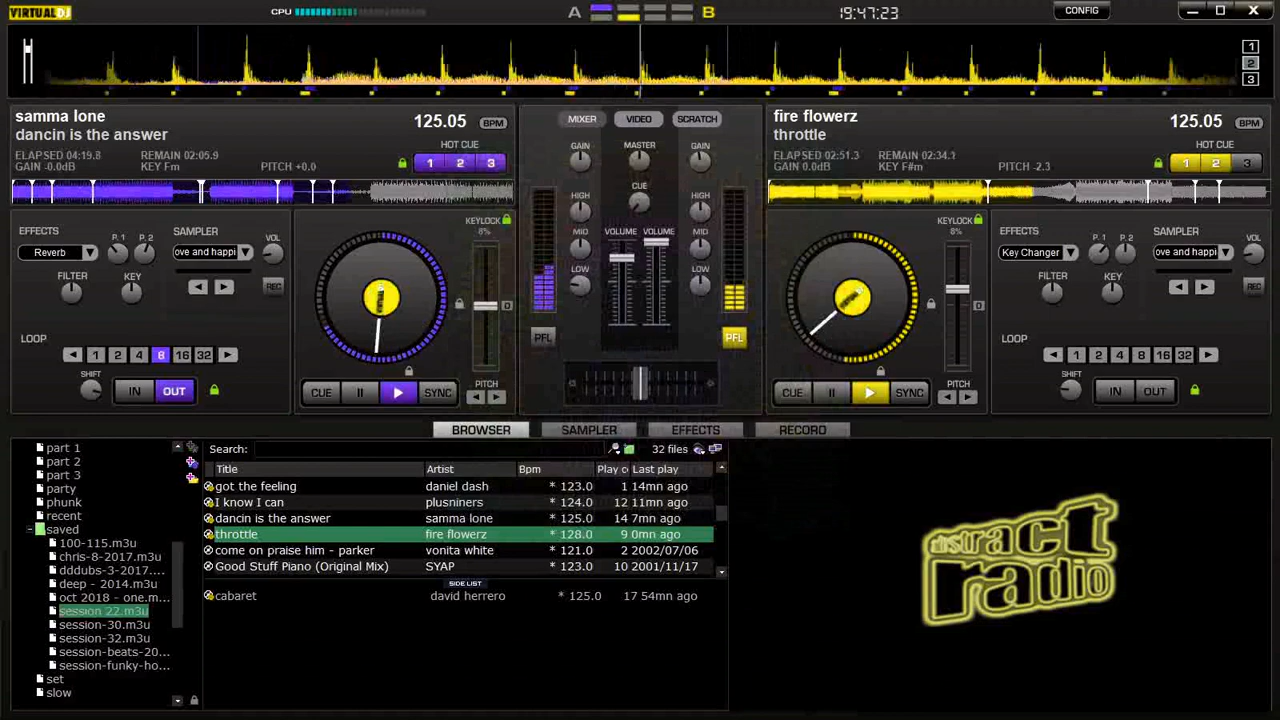 VIRTUALDJ
CPU
A
B
19:47:23
CONFIG
1
2
3
samma lone
dancin is the answer
125.05 BPM
ELAPSED 04:19.8 REMAIN 02:05.9
GAIN -0.0dB KEY Fm PITCH +0.0
HOT CUE
1 2 3
MIXER VIDEO SCRATCH
GAIN MASTER GAIN
HIGH CUE HIGH
MID VOLUME VOLUME MID
LOW LOW
PFL PFL
fire flowerz
throttle
125.05 BPM
ELAPSED 02:51.3 REMAIN 02:34.1
GAIN -0.0dB KEY F#m PITCH -2.3
HOT CUE
1 2 3
EFFECTS P. 1 P. 2 SAMPLER VOL
Reverb ove and happi
FILTER KEY REC
LOOP
1 2 4 8 16 32
SHIFT IN OUT
KEYLOCK
8%
CUE SYNC PITCH
KEYLOCK
8%
CUE SYNC PITCH
EFFECTS P. 1 P. 2 SAMPLER VOL
Key Changer ove and happi
FILTER KEY REC
LOOP
1 2 4 8 16 32
SHIFT IN OUT
BROWSER SAMPLER EFFECTS RECORD
part 1
part 2
part 3
party
phunk
recent
saved
100-115.m3u
chris-8-2017.m3u
dddubs-3-2017....
deep - 2014.m3u
oct 2018 - one.m...
session 22.m3u
session-30.m3u
session-32.m3u
session-beats-20...
session-funky-ho...
set
slow
Search: 32 files
Title Artist Bpm Play c Last play
got the feeling daniel dash * 123.0 1 14mn ago
I know I can plusniners * 124.0 12 11mn ago
dancin is the answer samma lone * 125.0 14 7mn ago
throttle fire flowerz * 128.0 9 0mn ago
come on praise him - parker vonita white * 121.0 2 2002/07/06
Good Stuff Piano (Original Mix) SYAP * 123.0 10 2001/11/17
SIDE LIST
cabaret david herrero * 125.0 17 54mn ago
abstract
radio